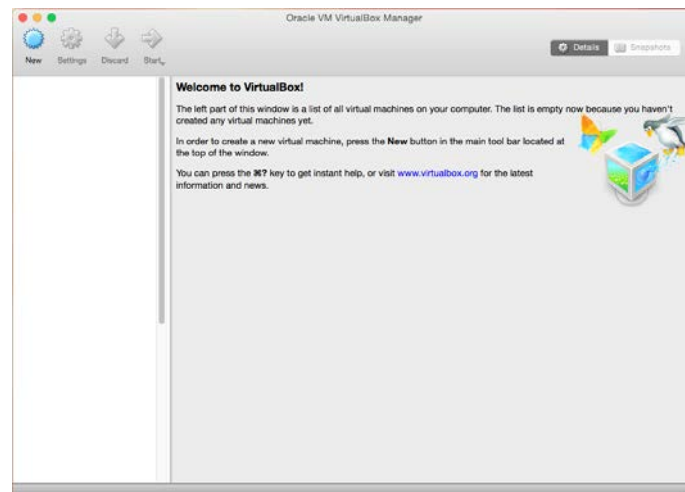 Oracle VM VirtualBox Manager
New Settings Discard Start
Details Snapshots
Welcome to VirtualBox!
The left part of this window is a list of all virtual machines on your computer. The list is empty now because you haven't
created any virtual machines yet.
In order to create a new virtual machine, press the New button in the main tool bar located at
the top of the window.
You can press the ⌘? key to get instant help, or visit www.virtualbox.org for the latest
information and news.